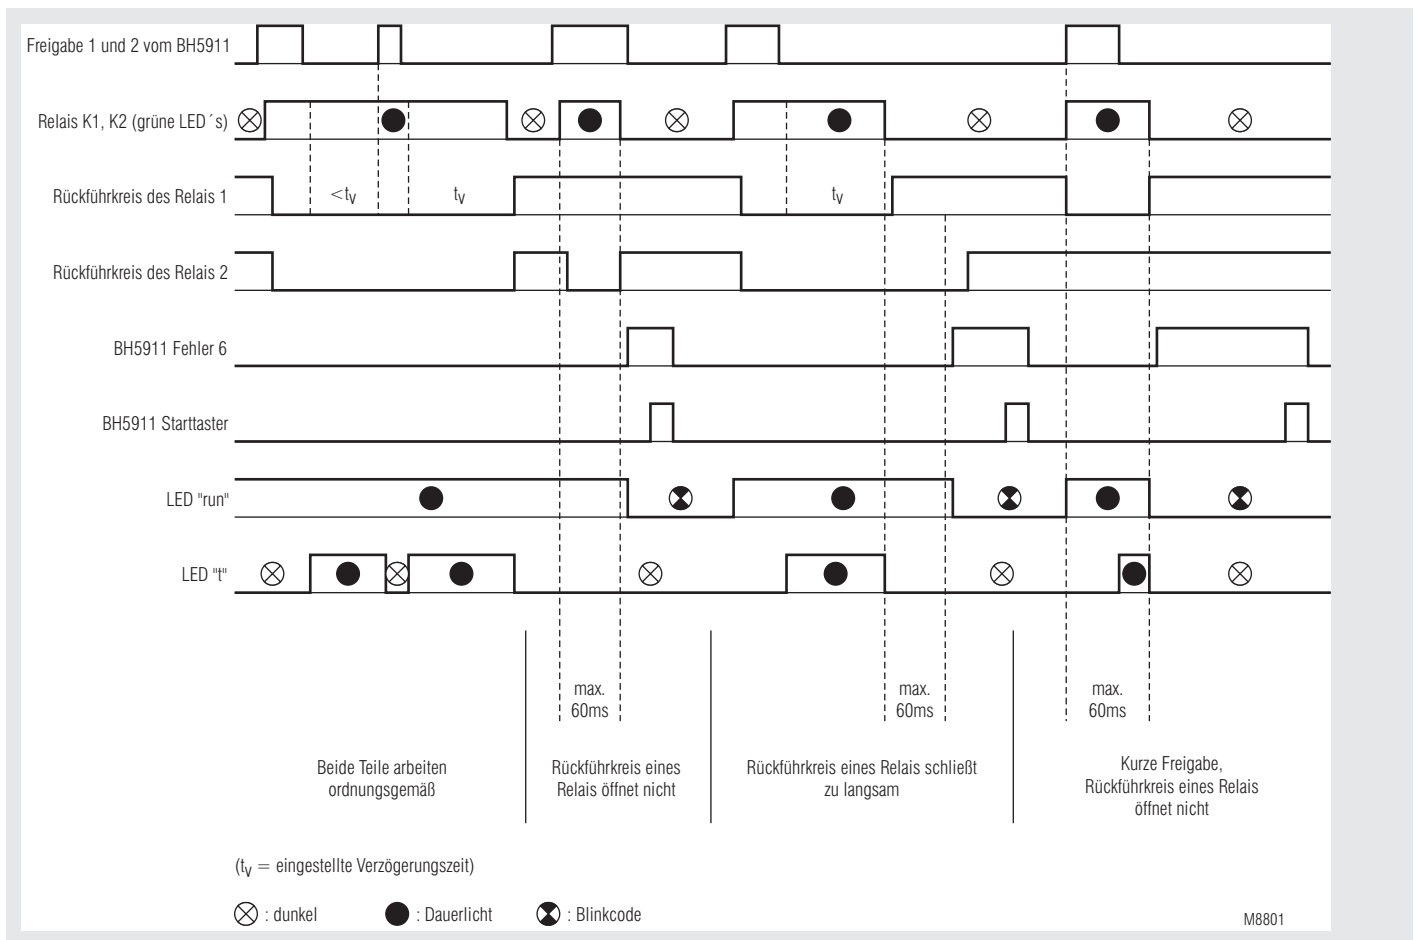 Freigabe 1 und 2 vom BH5911
Relais K1, K2 (grüne LED´s)
Rückführkreis des Relais 1
<tV
tV
tV
Rückführkreis des Relais 2
BH5911 Fehler 6
BH5911 Starttaster
LED "run"
LED "t"
max.
60ms
max.
60ms
max.
60ms
Beide Teile arbeiten
ordnungsgemäß
Rückführkreis eines
Relais öffnet nicht
Rückführkreis eines Relais schließt
zu langsam
Kurze Freigabe,
Rückführkreis eines Relais
öffnet nicht
(tV = eingestellte Verzögerungszeit)
: dunkel
: Dauerlicht
: Blinkcode
M8801